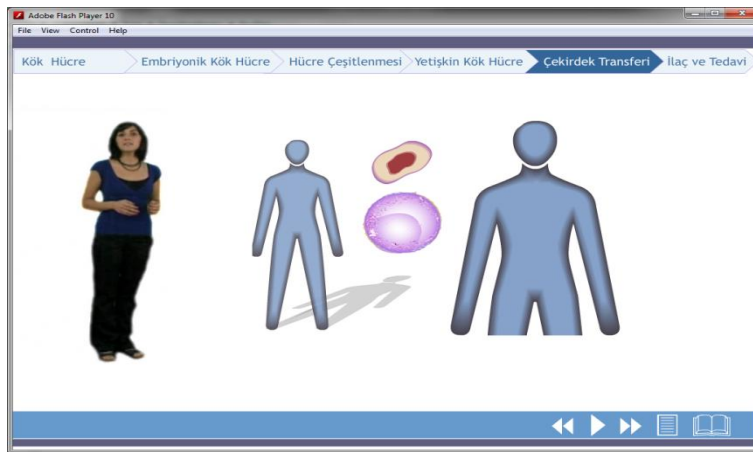 Adobe Flash Player 10
File View Control Help
Kök Hücre Embriyonik Kök Hücre Hücre Çeşitlenmesi Yetişkin Kök Hücre Çekirdek Transferi İlaç ve Tedavi